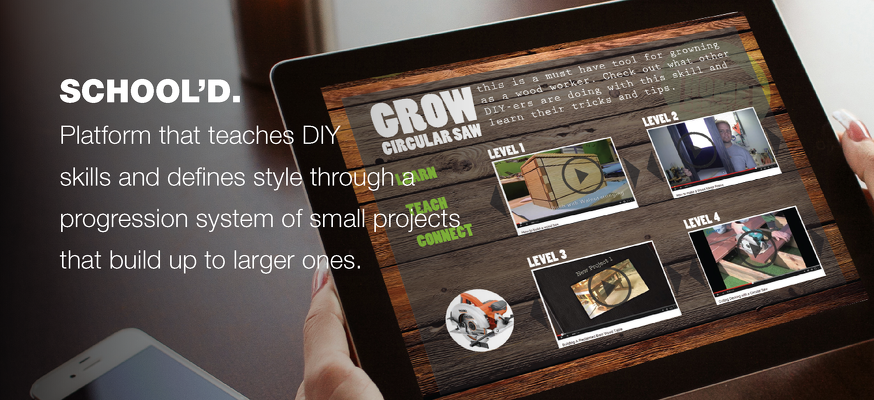 SCHOOL'D.
Platform that teaches DIY
skills and defines style through a
progression system of small projects
that build up to larger ones.
GROW
CIRCULAR SAW
this is a must have tool for growing
as a wood worker. Check out what other
DIY-ers are doing with this skill and
learn their tricks and tips.
LEARN
TEACH
CONNECT
LEVEL 1
LEVEL 2
LEVEL 3
New Project 1
LEVEL 4